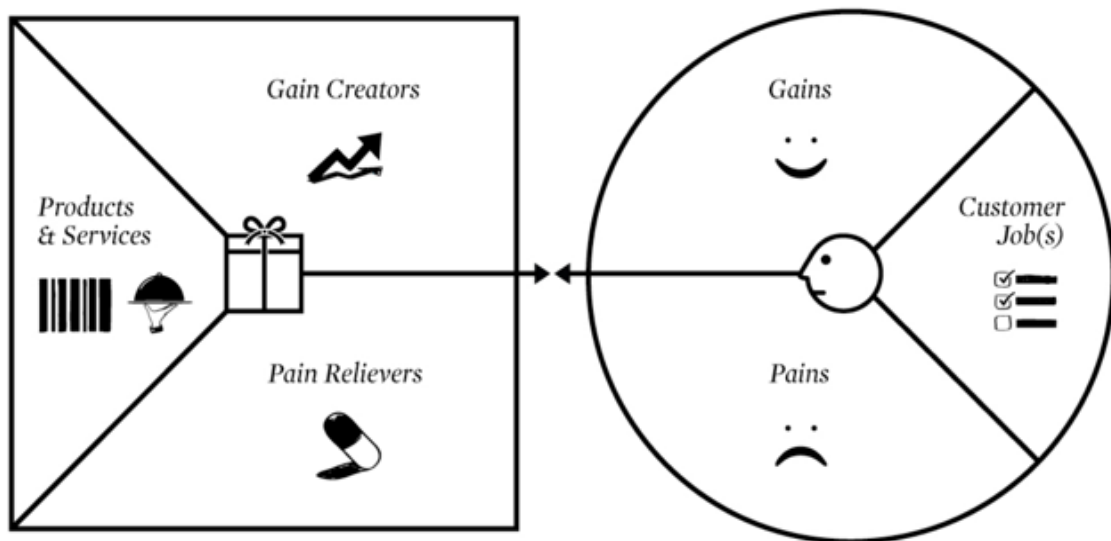 Gain Creators
Gains
Products
& Services
Customer
Job(s)
Pain Relievers
Pains